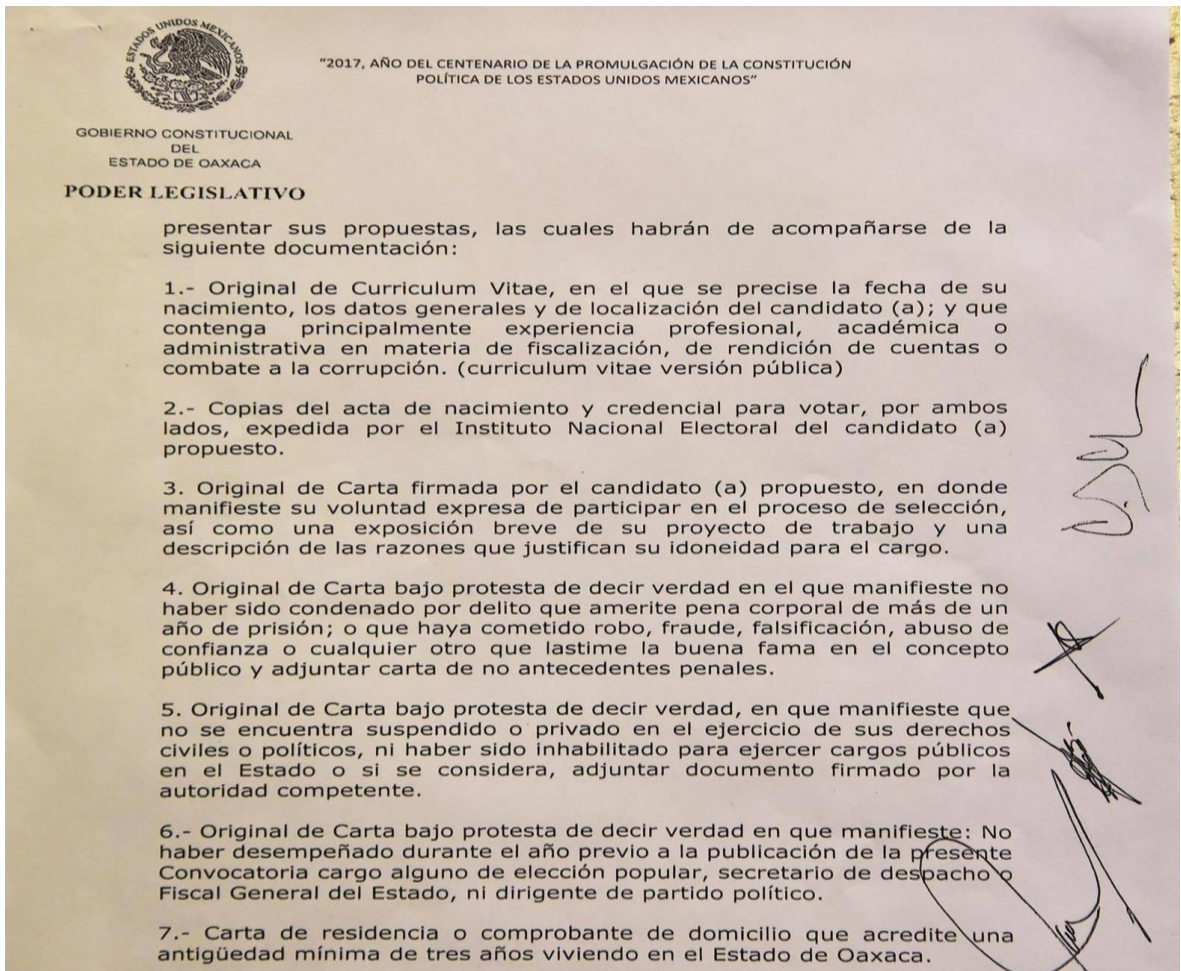 ESTADOS UNIDOS MEXICANOS
"2017, AÑO DEL CENTENARIO DE LA PROMULGACIÓN DE LA CONSTITUCIÓN
POLÍTICA DE LOS ESTADOS UNIDOS MEXICANOS"
GOBIERNO CONSTITUCIONAL
DEL
ESTADO DE OAXACA
PODER LEGISLATIVO
presentar sus propuestas, las cuales habrán de acompañarse de la
siguiente documentación:
1.- Original de Curriculum Vitae, en el que se precise la fecha de su
nacimiento, los datos generales y de localización del candidato (a); y que
contenga principalmente experiencia profesional, académica o
administrativa en materia de fiscalización, de rendición de cuentas o
combate a la corrupción. (curriculum vitae versión pública)
2.- Copias del acta de nacimiento y credencial para votar, por ambos
lados, expedida por el Instituto Nacional Electoral del candidato (a)
propuesto.
3. Original de Carta firmada por el candidato (a) propuesto, en donde
manifieste su voluntad expresa de participar en el proceso de selección,
así como una exposición breve de su proyecto de trabajo y una
descripción de las razones que justifican su idoneidad para el cargo.
4. Original de Carta bajo protesta de decir verdad en el que manifieste no
haber sido condenado por delito que amerite pena corporal de más de un
año de prisión; o que haya cometido robo, fraude, falsificación, abuso de
confianza o cualquier otro que lastime la buena fama en el concepto
público y adjuntar carta de no antecedentes penales.
5. Original de Carta bajo protesta de decir verdad, en que manifieste que
no se encuentra suspendido o privado en el ejercicio de sus derechos
civiles o políticos, ni haber sido inhabilitado para ejercer cargos públicos
en el Estado o si se considera, adjuntar documento firmado por la
autoridad competente.
6.- Original de Carta bajo protesta de decir verdad en que manifieste: No
haber desempeñado durante el año previo a la publicación de la presente
Convocatoria cargo alguno de elección popular, secretario de despacho o
Fiscal General del Estado, ni dirigente de partido político.
7.- Carta de residencia o comprobante de domicilio que acredite una
antigüedad mínima de tres años viviendo en el Estado de Oaxaca.